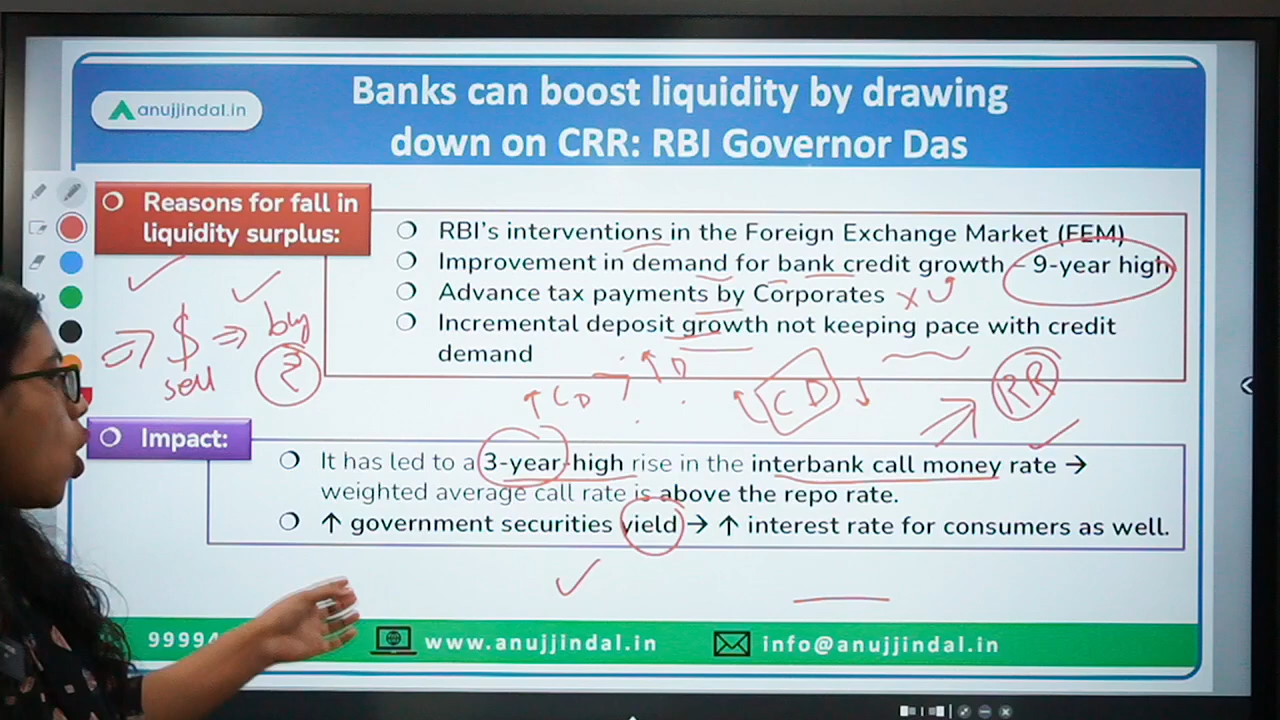 Banks can boost liquidity by drawing
down on CRR: RBI Governor Das
anujjindal.in
Reasons for fall in
liquidity surplus:
RBI's interventions in the Foreign Exchange Market (FEM)
Improvement in demand for bank credit growth – 9-year high
Advance tax payments by Corporates
Incremental deposit growth not keeping pace with credit
demand
$ buy
sell ₹
↑ CD ↑ D CD ↓ RR
Impact:
It has led to a 3-year-high rise in the interbank call money rate →
weighted average call rate is above the repo rate.
↑ government securities yield → ↑ interest rate for consumers as well.
9999
www.anujjindal.in
info@anujjindal.in